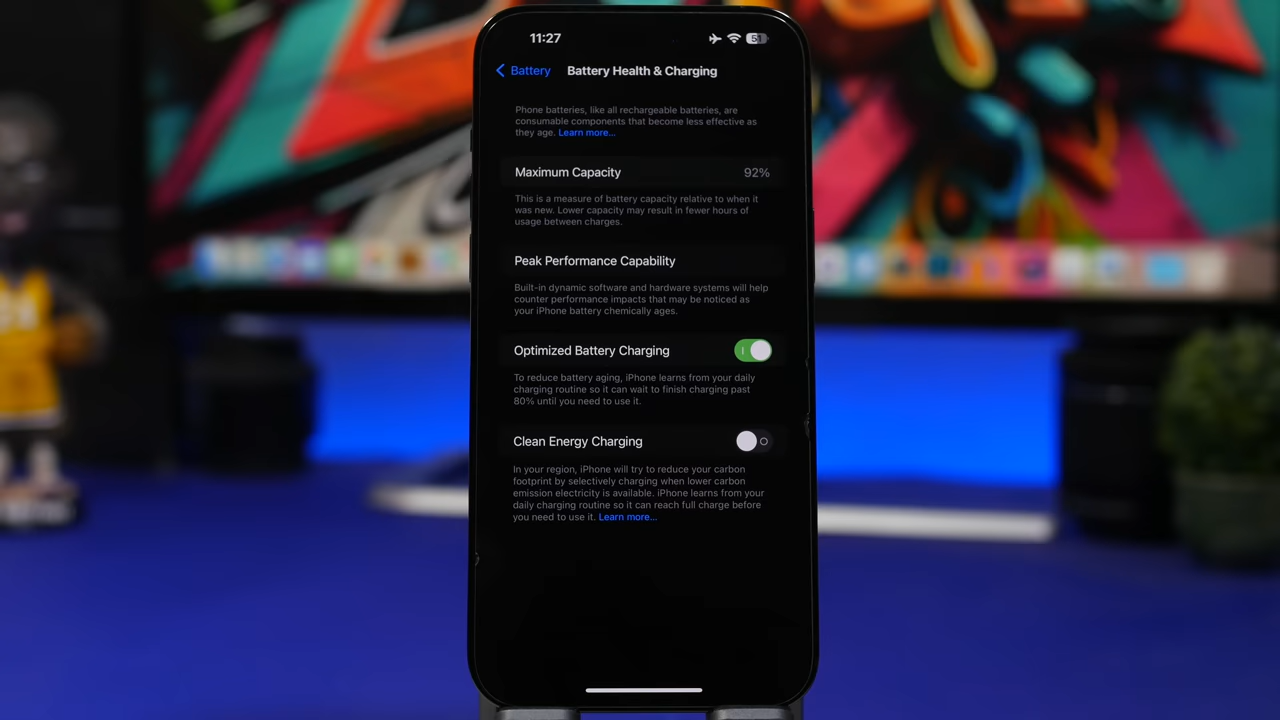 11:27
51
Battery
Battery Health & Charging
Phone batteries, like all rechargeable batteries, are
consumable components that become less effective as
they age. Learn more...
Maximum Capacity 92%
This is a measure of battery capacity relative to when it
was new. Lower capacity may result in fewer hours of
usage between charges.
Peak Performance Capability
Built-in dynamic software and hardware systems will help
counter performance impacts that may be noticed as
your iPhone battery chemically ages.
Optimized Battery Charging
To reduce battery aging, iPhone learns from your daily
charging routine so it can wait to finish charging past
80% until you need to use it.
Clean Energy Charging
In your region, iPhone will try to reduce your carbon
footprint by selectively charging when lower carbon
emission electricity is available. iPhone learns from your
daily charging routine so it can reach full charge before
you need to use it. Learn more...